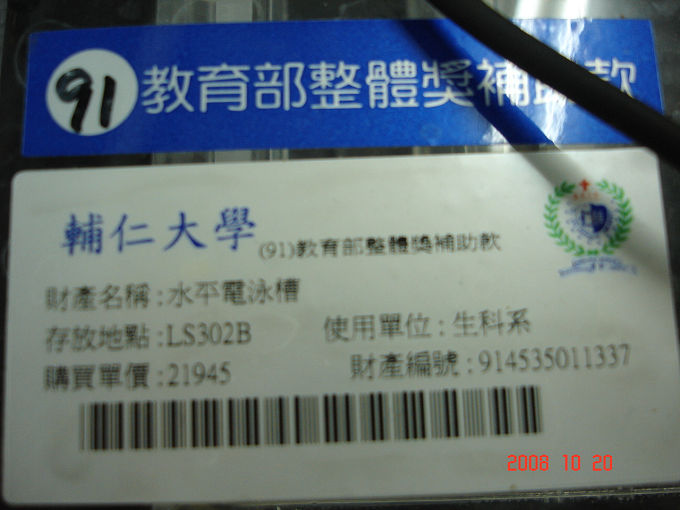 91 教育部整體獎補助款
輔仁大學 (91)教育部整體獎補助款
財產名稱:水平電泳槽
存放地點:LS302B 使用單位:生科系
購買單價:21945 財產編號:914535011337
2008 10 20